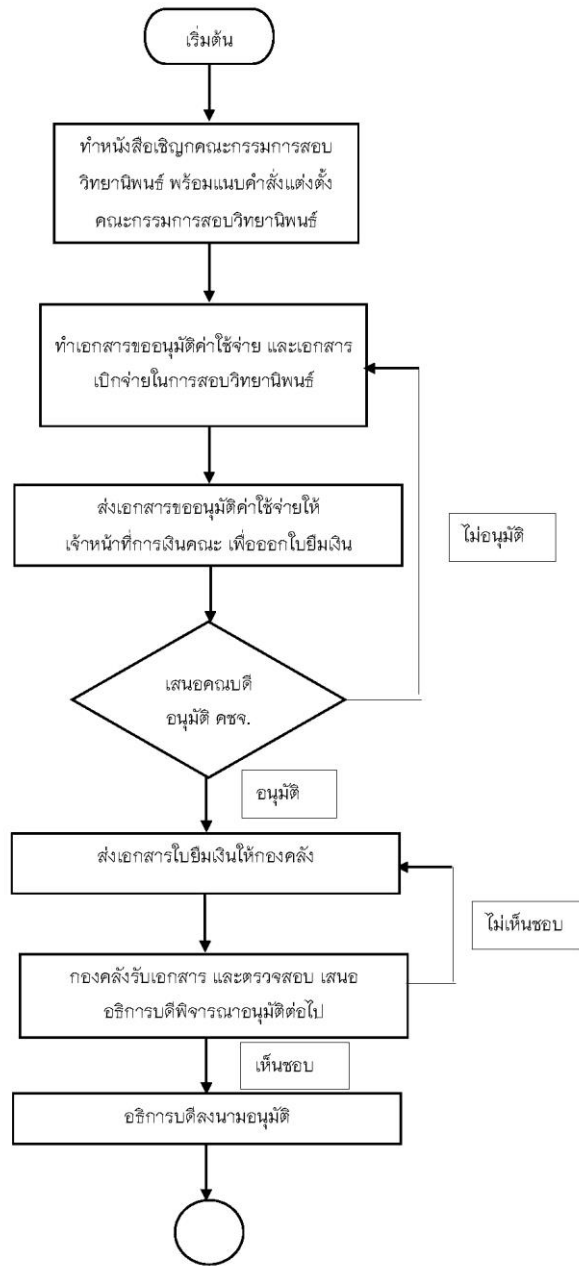 เริ่มต้น
ทำหนังสือเชิญกคณะกรรมการสอบ
วิทยานิพนธ์ พร้อมแนบคำสั่งแต่งตั้ง
คณะกรรมการสอบวิทยานิพนธ์
ทำเอกสารขออนุมัติค่าใช้จ่าย และเอกสาร
เบิกจ่ายในการสอบวิทยานิพนธ์
ส่งเอกสารขออนุมัติค่าใช้จ่ายให้
เจ้าหน้าที่การเงินคณะ เพื่อออกใบยืมเงิน
ไม่อนุมัติ
เสนอคณบดี
อนุมัติ คชจ.
อนุมัติ
ส่งเอกสารใบยืมเงินให้กองคลัง
ไม่เห็นชอบ
กองคลังรับเอกสาร และตรวจสอบ เสนอ
อธิการบดีพิจารณาอนุมัติต่อไป
เห็นชอบ
อธิการบดีลงนามอนุมัติ